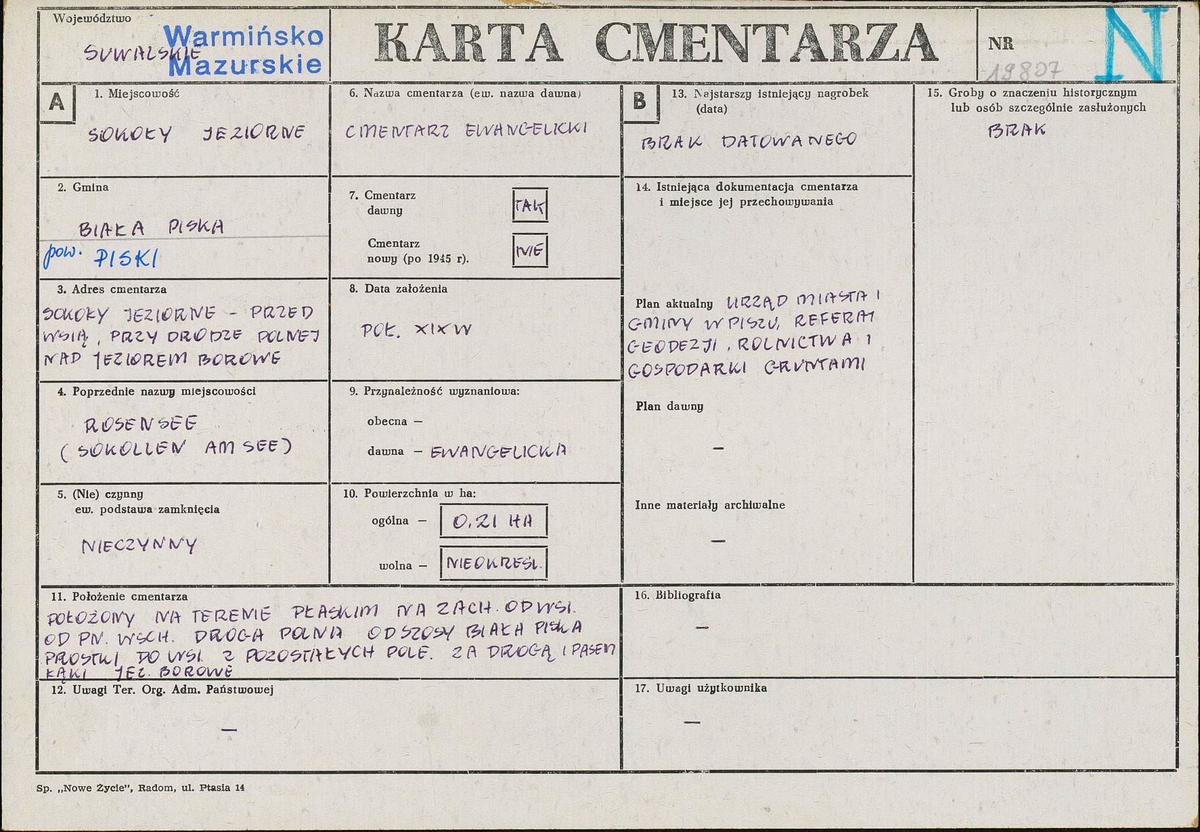 Województwo
SUWALSKIE
Warmińsko
Mazurskie
KARTA CMENTARZA
NR
19807
N
A
1. Miejscowość
SOKOŁY JEZIORNE
2. Gmina
BIAŁA PISKA
pow. PISKI
3. Adres cmentarza
SOKOŁY JEZIORNE – PRZED
WSIĄ, PRZY DRODZE POLNEJ
NAD JEZIOREM BOROWE
4. Poprzednie nazwy miejscowości
ROSENSEE
(SOKOLLEN AM SEE)
5. (Nie) czynny
ew. podstawa zamknięcia
NIECZYNNY
6. Nazwa cmentarza (ew. nazwa dawna)
CMENTARZ EWANGELICKI
7. Cmentarz
dawny
TAK
Cmentarz
nowy (po 1945 r).
NIE
8. Data założenia
POŁ. XIX W
9. Przynależność wyznaniowa:
obecna –
dawna – EWANGELICKA
10. Powierzchnia w ha:
ogólna – 0,21 HA
wolna – NIEOKREŚL.
11. Położenie cmentarza
POŁOŻONY NA TERENIE PŁASKIM NA ZACH. OD WSI.
OD PN. WSCH. DROGA POLNA OD SZOSY BIAŁA PISKA
PROSTKI DO WSI. Z POZOSTAŁYCH POLE. ZA DROGĄ I PASEM
ŁĄKI JEZ. BOROWE
12. Uwagi Ter. Org. Adm. Państwowej
–
B
13. Najstarszy istniejący nagrobek
(data)
BRAK DATOWANEGO
14. Istniejąca dokumentacja cmentarza
i miejsce jej przechowywania
Plan aktualny URZĄD MIASTA I
GMINY W PISZU, REFERAT
GEODEZJI, ROLNICTWA I
GOSPODARKI GRUNTAMI
Plan dawny
–
Inne materiały archiwalne
–
15. Groby o znaczeniu historycznym
lub osób szczególnie zasłużonych
BRAK
16. Bibliografia
–
17. Uwagi użytkownika
–
Sp. „Nowe Życie", Radom, ul. Ptasia 14